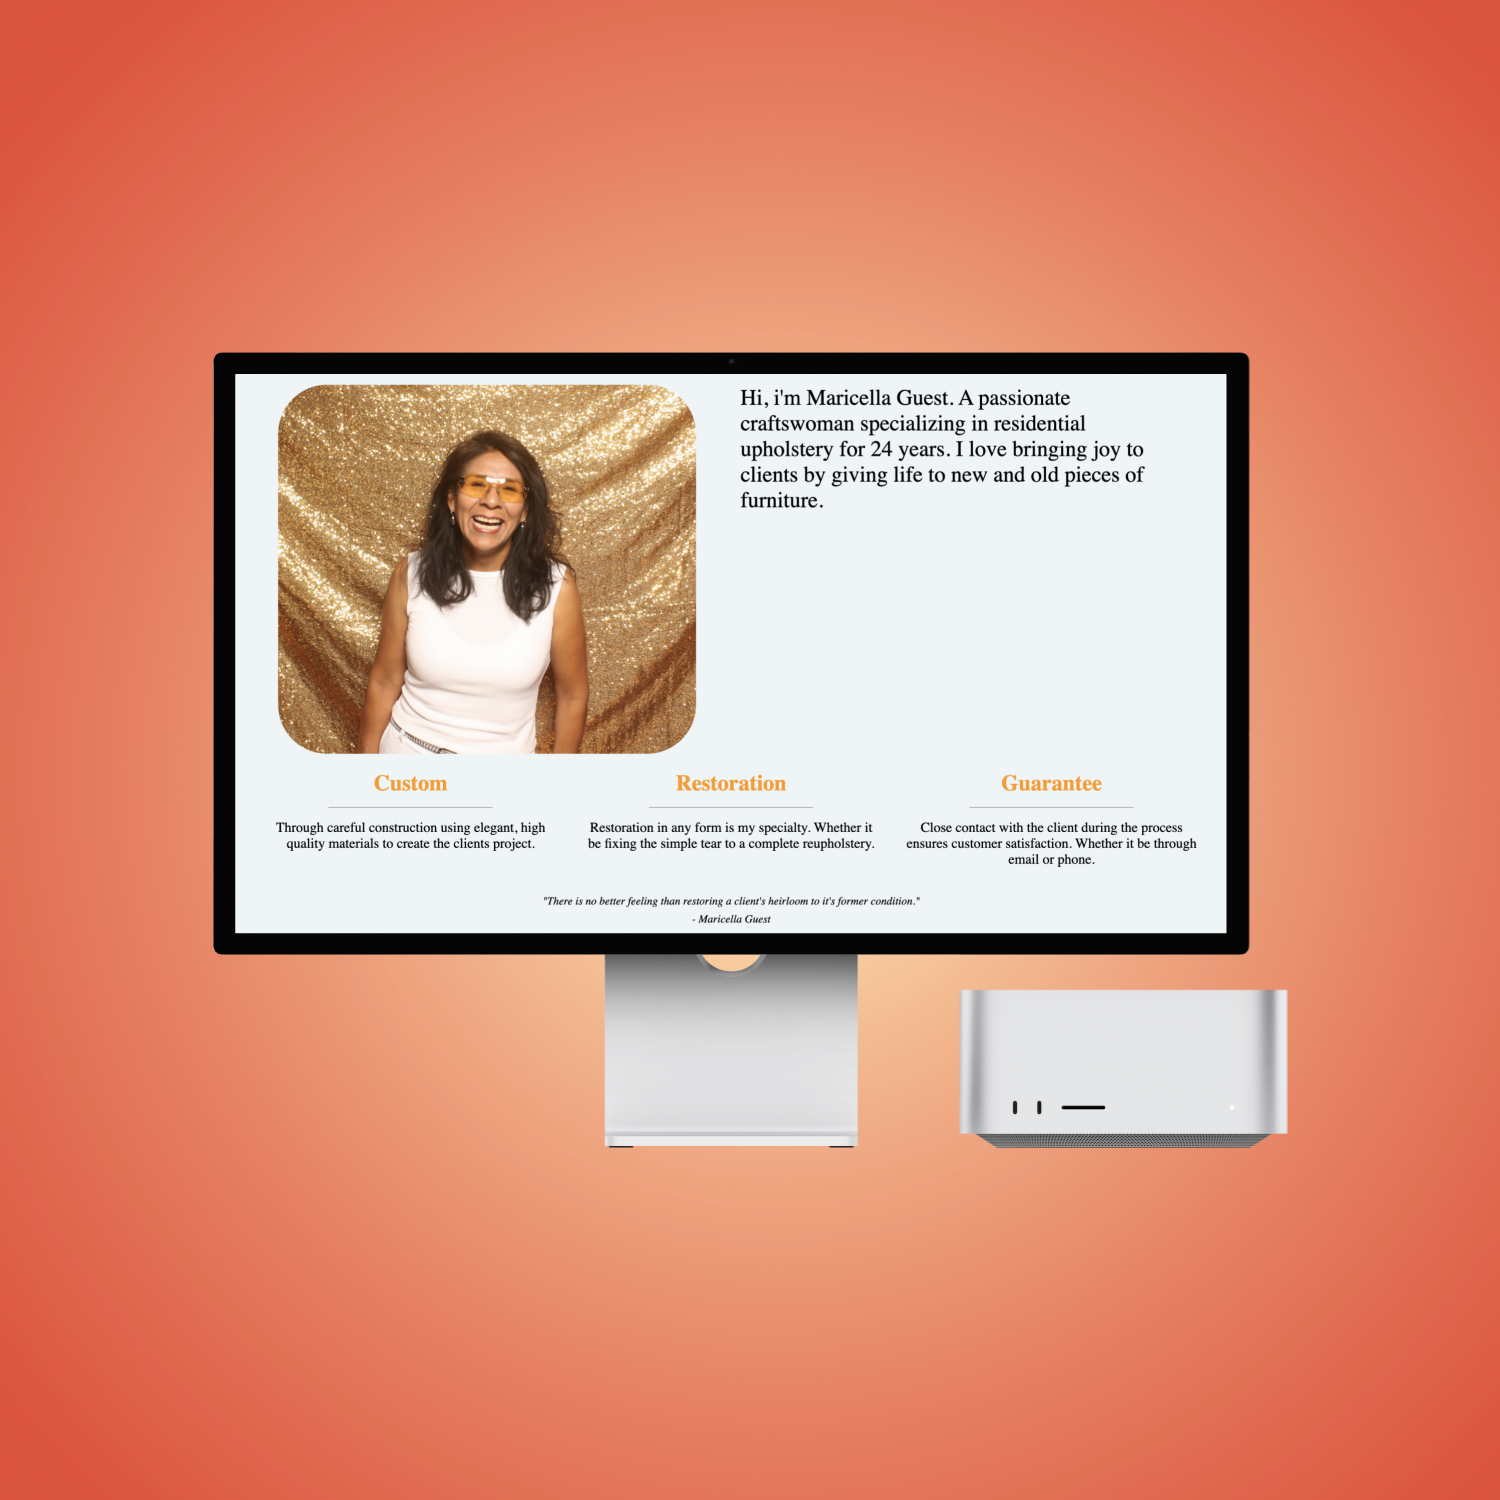 Hi, i'm Maricella Guest. A passionate
craftswoman specializing in residential
upholstery for 24 years. I love bringing joy to
clients by giving life to new and old pieces of
furniture.
Custom
Through careful construction using elegant, high
quality materials to create the clients project.
Restoration
Restoration in any form is my specialty. Whether it
be fixing the simple tear to a complete reupholstery.
Guarantee
Close contact with the client during the process
ensures customer satisfaction. Whether it be through
email or phone.
"There is no better feeling than restoring a client's heirloom to it's former condition."
- Maricella Guest